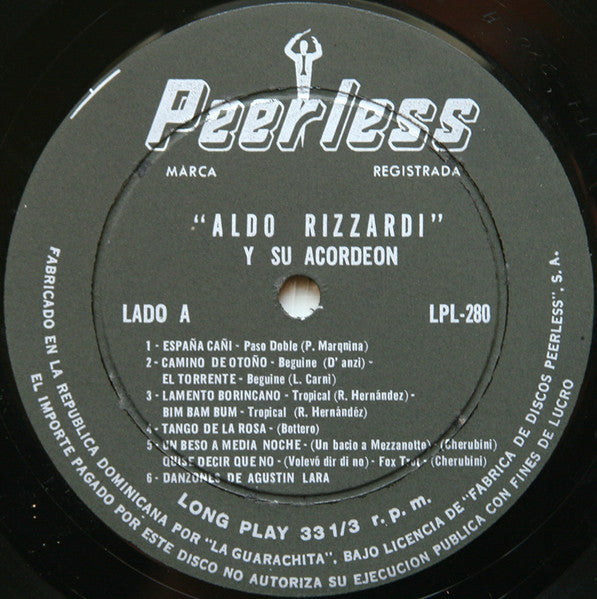 Peerless
MARCA REGISTRADA
"ALDO RIZZARDI"
Y SU ACORDEON
LADO A LPL-280
1 - ESPAÑA CAÑI - Paso Doble (P. Marqnina)
2 - CAMINO DE OTOÑO - Beguine (D' anzi) -
EL TORRENTE - Beguine (L. Carni)
3 - LAMENTO BORINCANO - Tropical (R. Hernández) -
BIM BAM BUM - Tropical (R. Hernández)
4 - TANGO DE LA ROSA - (Bottero)
5 - UN BESO A MEDIA NOCHE - (Un bacio a Mezzanotte) - (Cherubini)
QUISE DECIR QUE NO - (Volevó dir di no) - Fox Trot - (Cherubini)
6 - DANZONES DE AGUSTIN LARA
LONG PLAY 33 1/3 r. p. m.
FABRICADO EN LA REPUBLICA DOMINICANA POR "LA GUARACHITA", BAJO LICENCIA DE "FABRICA DE DISCOS PEERLESS", S. A.
EL IMPORTE PAGADO POR ESTE DISCO NO AUTORIZA SU EJECUCION PUBLICA CON FINES DE LUCRO